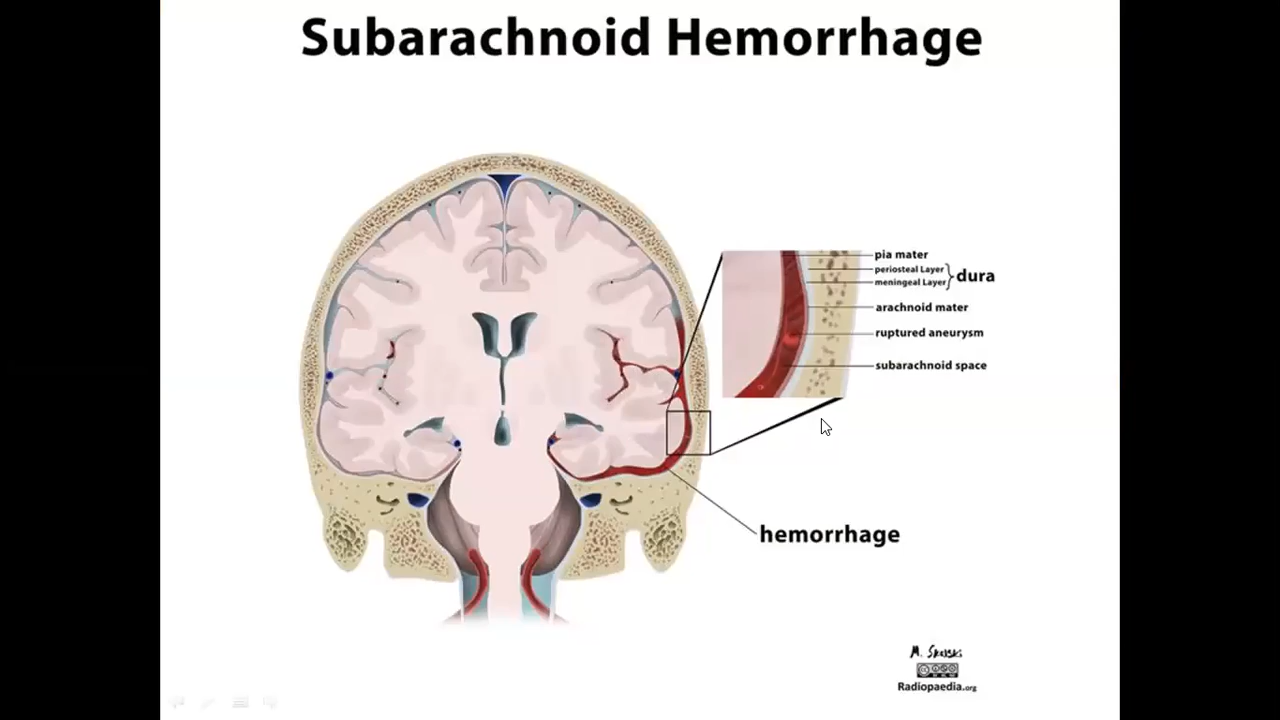 Subarachnoid Hemorrhage
pia mater
periosteal Layer
meningeal Layer
dura
arachnoid mater
ruptured aneurysm
subarachnoid space
hemorrhage
M. Skalski
Radiopaedia.org